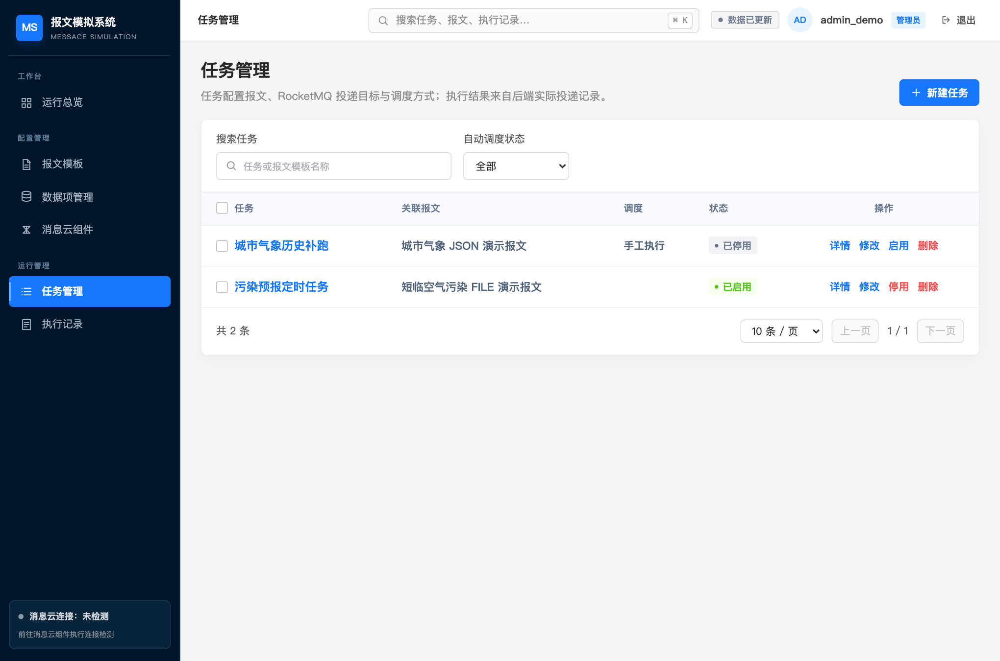 MS
报文模拟系统
MESSAGE SIMULATION
工作台
运行总览
配置管理
报文模板
数据项管理
消息云组件
运行管理
任务管理
执行记录
消息云连接：未检测
前往消息云组件执行连接检测
任务管理
搜索任务、报文、执行记录...
⌘ K
数据已更新
AD
admin_demo
管理员
退出
任务管理
任务配置报文、RocketMQ 投递目标与调度方式；执行结果来自后端实际投递记录。
新建任务
搜索任务
任务或报文模板名称
自动调度状态
全部
任务 关联报文 调度 状态 操作
城市气象历史补跑 城市气象 JSON 演示报文 手工执行 已停用 详情 修改 启用 删除
污染预报定时任务 短临空气污染 FILE 演示报文 已启用 详情 修改 停用 删除
共 2 条
10 条 / 页 上一页 1 / 1 下一页